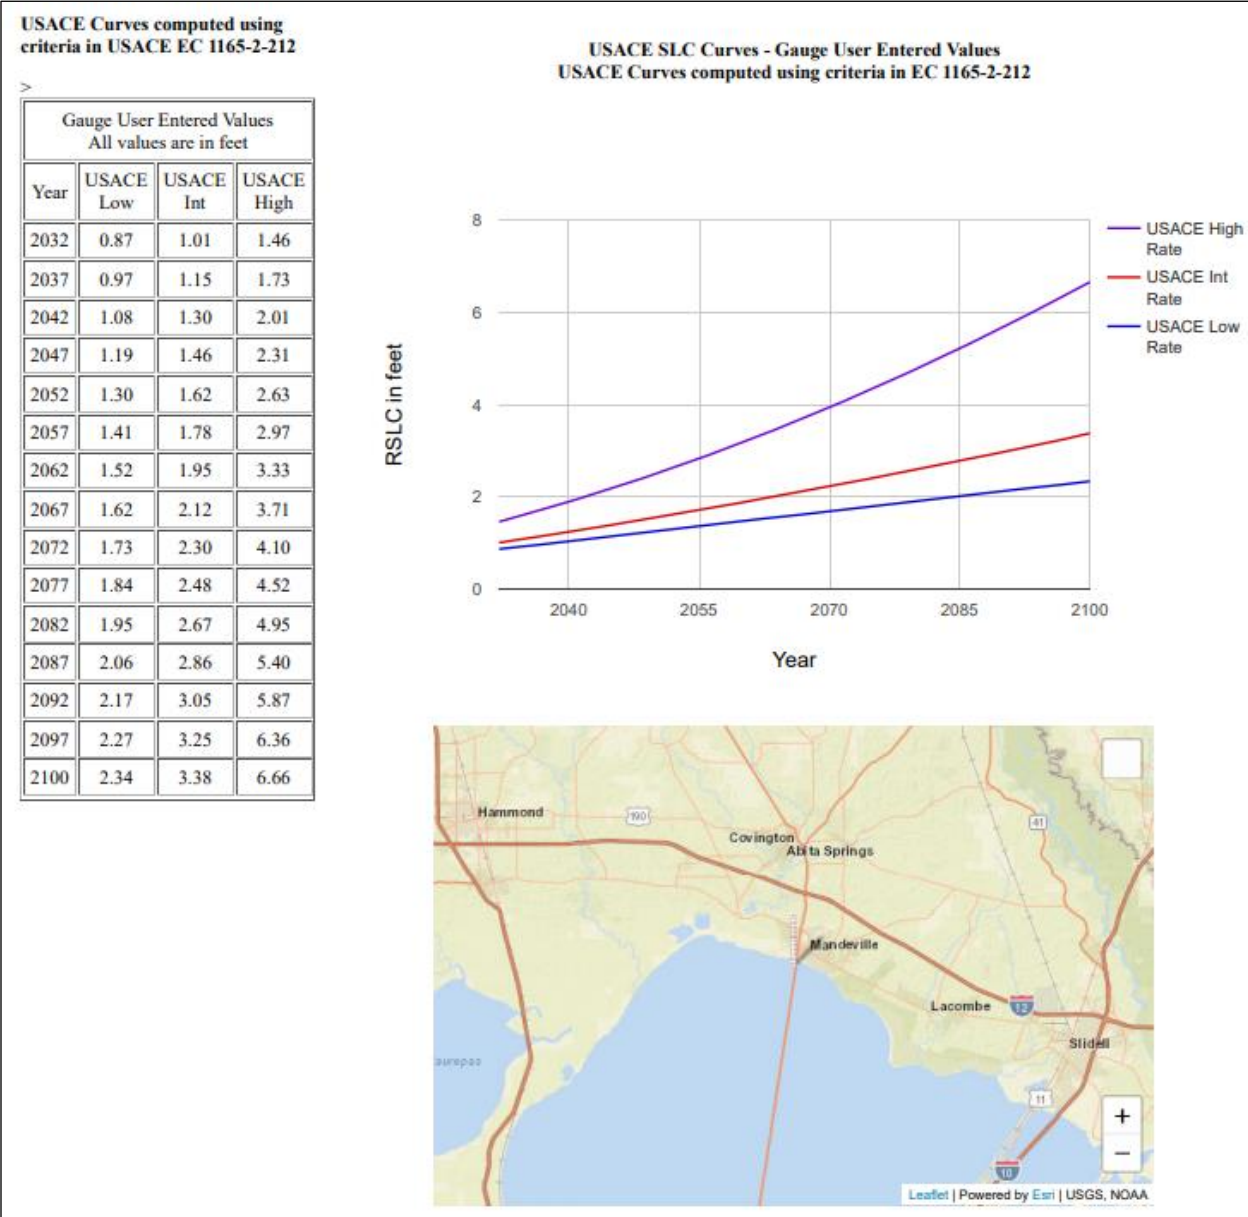 USACE Curves computed using
criteria in USACE EC 1165-2-212
>
Gauge User Entered Values
All values are in feet
Year USACE Low USACE Int USACE High
2032 0.87 1.01 1.46
2037 0.97 1.15 1.73
2042 1.08 1.30 2.01
2047 1.19 1.46 2.31
2052 1.30 1.62 2.63
2057 1.41 1.78 2.97
2062 1.52 1.95 3.33
2067 1.62 2.12 3.71
2072 1.73 2.30 4.10
2077 1.84 2.48 4.52
2082 1.95 2.67 4.95
2087 2.06 2.86 5.40
2092 2.17 3.05 5.87
2097 2.27 3.25 6.36
2100 2.34 3.38 6.66
USACE SLC Curves - Gauge User Entered Values
USACE Curves computed using criteria in EC 1165-2-212
8
6
4
2
0
RSLC in feet
2040 2055 2070 2085 2100
Year
USACE High
Rate
USACE Int
Rate
USACE Low
Rate
Hammond
190
Covington
Abita Springs
41
Mandeville
Lacombe
12
Slidell
aurepas
11
10
+
−
Leaflet | Powered by Esri | USGS, NOAA